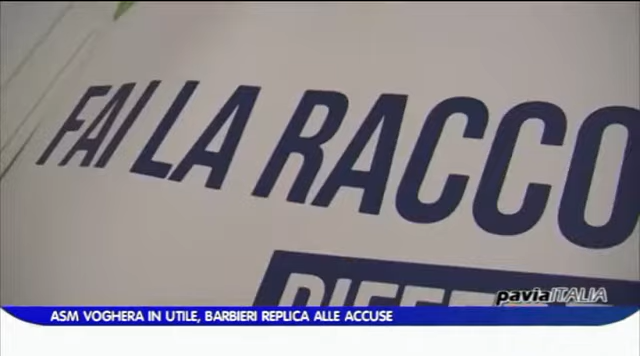 FAI LA RACCO
paviaITALIA
ASM VOGHERA IN UTILE, BARBIERI REPLICA ALLE ACCUSE